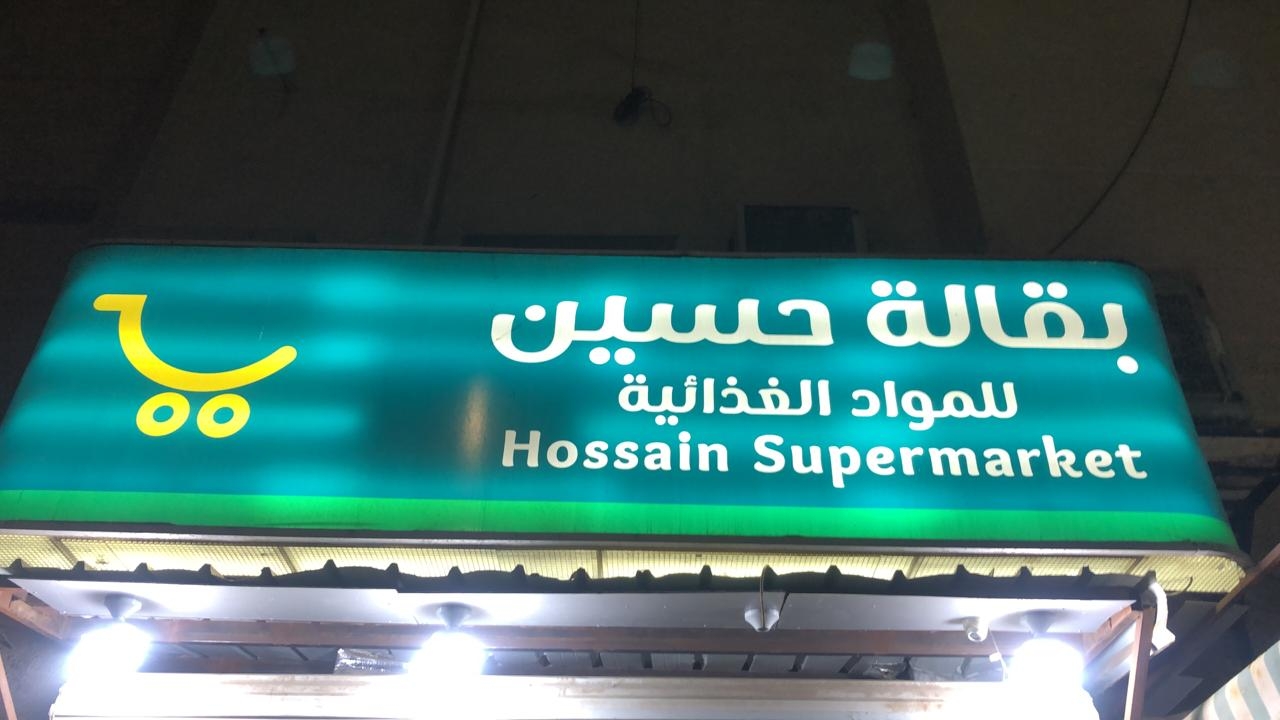 بقالة حسين
للمواد الغذائية
Hossain Supermarket